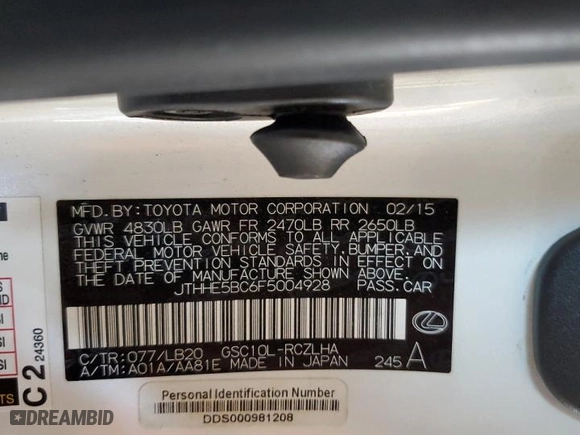 MFD. BY: TOYOTA MOTOR CORPORATION 02/15
GVWR 4830LB GAWR FR 2470LB RR 2650LB
THIS VEHICLE CONFORMS TO ALL APPLICABLE
FEDERAL MOTOR VEHICLE SAFETY, BUMPER, AND
THEFT PREVENTION STANDARDS IN EFFECT ON
THE DATE OF MANUFACTURE SHOWN ABOVE.
JTHHE5BC6F5004928 PASS. CAR
C/TR: 077/LB20 GSC10L-RCZLHA
A/TM: A01A/AA81E MADE IN JAPAN 245 A
Personal Identification Number
DDS000981208
C2 24360
DREAMBID